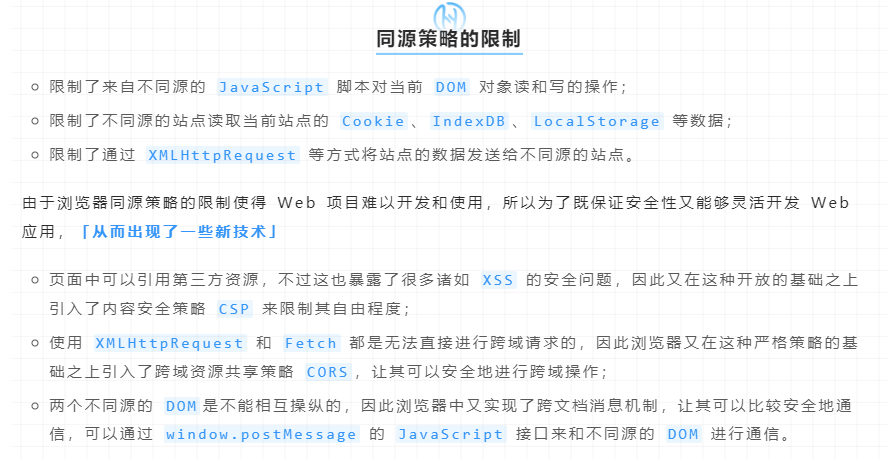 同源策略的限制
限制了来自不同源的 JavaScript 脚本对当前 DOM 对象读和写的操作；
限制了不同源的站点读取当前站点的 Cookie、IndexDB、LocalStorage 等数据；
限制了通过 XMLHttpRequest 等方式将站点的数据发送给不同源的站点。
由于浏览器同源策略的限制使得 Web 项目难以开发和使用，所以为了既保证安全性又能够灵活开发 Web
应用，「从而出现了一些新技术」
页面中可以引用第三方资源，不过这也暴露了很多诸如 XSS 的安全问题，因此又在这种开放的基础之上
引入了内容安全策略 CSP 来限制其自由程度；
使用 XMLHttpRequest 和 Fetch 都是无法直接进行跨域请求的，因此浏览器又在这种严格策略的基
础之上引入了跨域资源共享策略 CORS，让其可以安全地进行跨域操作；
两个不同源的 DOM是不能相互操纵的，因此浏览器中又实现了跨文档消息机制，让其可以比较安全地通
信，可以通过 window.postMessage 的 JavaScript 接口来和不同源的 DOM 进行通信。